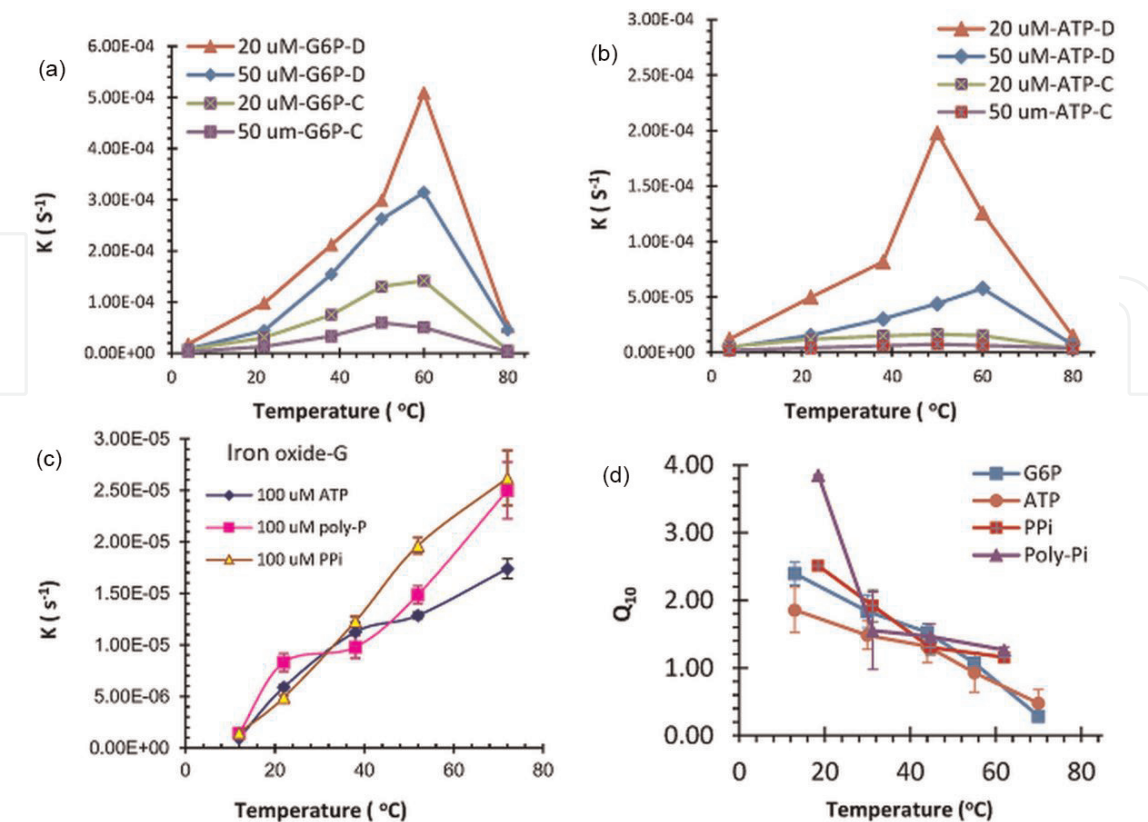 (a)
6.00E-04
5.00E-04
4.00E-04
3.00E-04
2.00E-04
1.00E-04
0.00E+00
K ( S-1)
20 uM-G6P-D
50 uM-G6P-D
20 uM-G6P-C
50 um-G6P-C
0
20
40
60
80
Temperature ( oC)
(b)
3.00E-04
2.50E-04
2.00E-04
1.50E-04
1.00E-04
5.00E-05
0.00E+00
K ( S-1)
20 uM-ATP-D
50 uM-ATP-D
20 uM-ATP-C
50 um-ATP-C
0
20
40
60
80
Temperature ( oC)
(c)
3.00E-05
2.50E-05
2.00E-05
1.50E-05
1.00E-05
5.00E-06
0.00E+00
K ( s-1)
Iron oxide-G
100 uM ATP
100 uM poly-P
100 uM PPi
0
20
40
60
80
Temperature ( oC)
(d)
4.00
3.00
2.00
1.00
0.00
Q10
G6P
ATP
PPi
Poly-Pi
0
20
40
60
80
Temperature (oC)